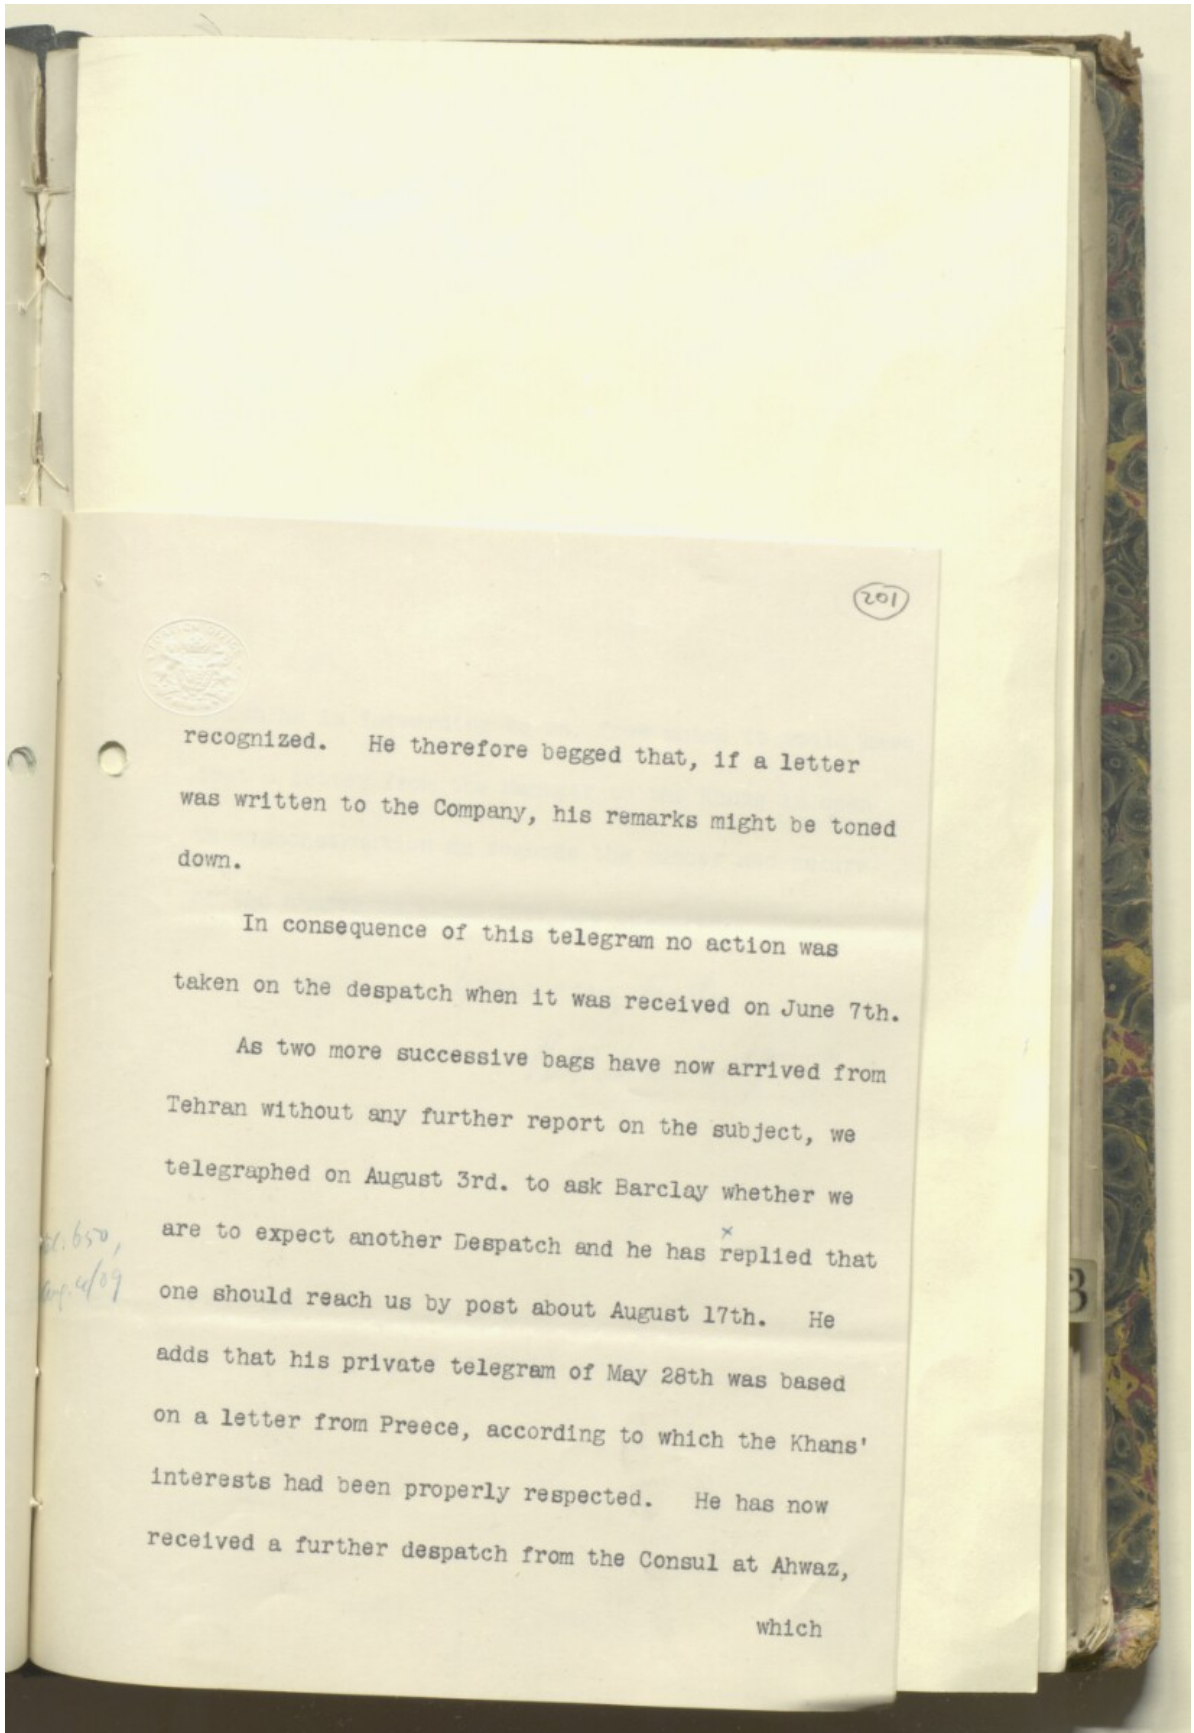 201
recognized. He therefore begged that, if a letter
was written to the Company, his remarks might be toned
down.
In consequence of this telegram no action was
taken on the despatch when it was received on June 7th.
As two more successive bags have now arrived from
Tehran without any further report on the subject, we
telegraphed on August 3rd. to ask Barclay whether we
are to expect another Despatch and he has x replied that
650,
Aug. 4/09
one should reach us by post about August 17th. He
adds that his private telegram of May 28th was based
on a letter from Preece, according to which the Khans'
interests had been properly respected. He has now
received a further despatch from the Consul at Ahwaz,
which
3